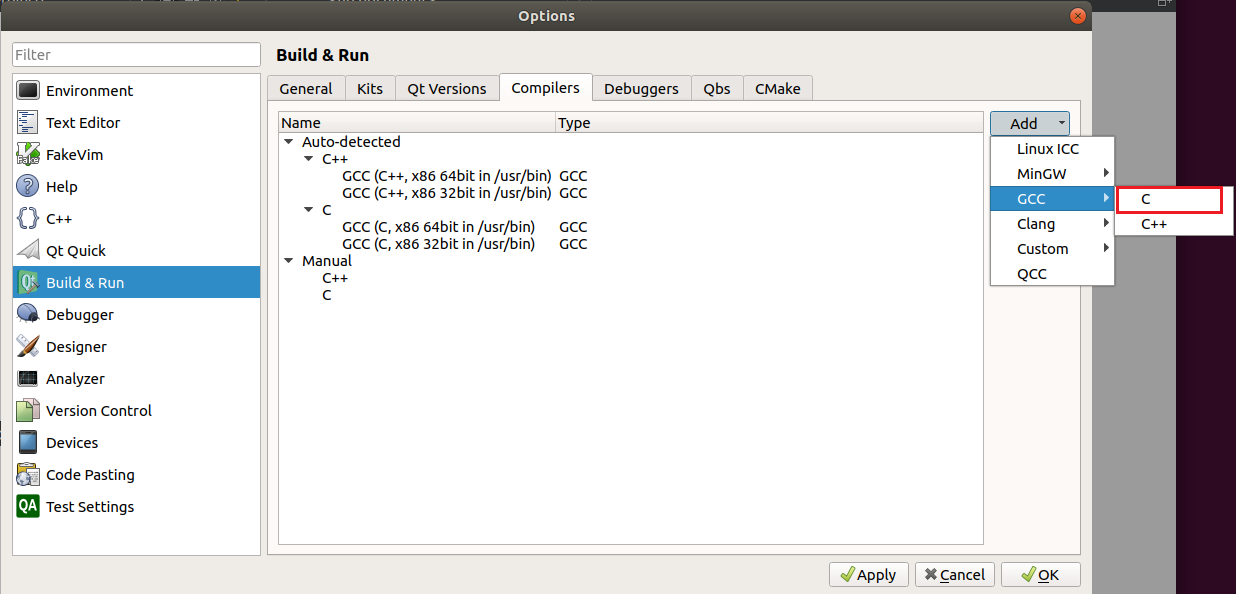 Options
Filter
Environment
Text Editor
FakeVim
Help
C++
Qt Quick
Build & Run
Debugger
Designer
Analyzer
Version Control
Devices
Code Pasting
QA Test Settings
Build & Run
General Kits Qt Versions Compilers Debuggers Qbs CMake
Name Type
Auto-detected
C++
GCC (C++, x86 64bit in /usr/bin) GCC
GCC (C++, x86 32bit in /usr/bin) GCC
C
GCC (C, x86 64bit in /usr/bin) GCC
GCC (C, x86 32bit in /usr/bin) GCC
Manual
C++
C
Add
Linux ICC
MinGW
GCC
Clang
Custom
QCC
C
C++
Apply Cancel OK